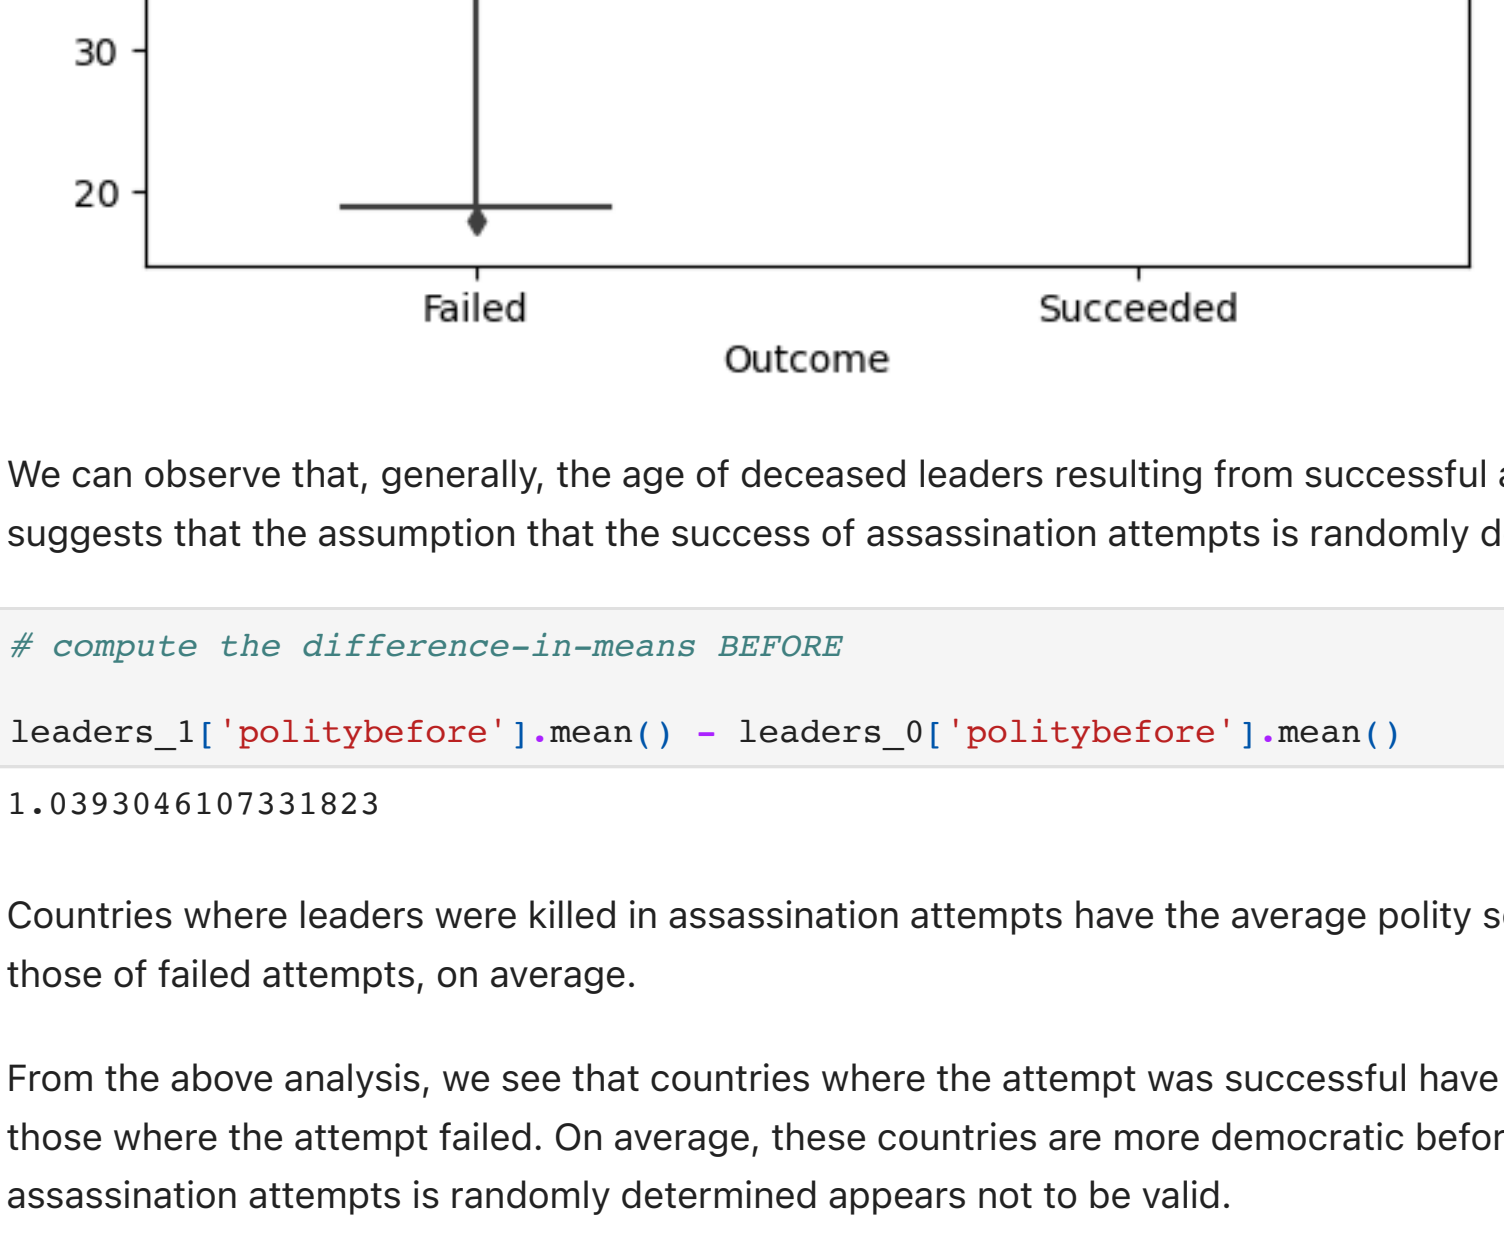 30
20
Failed Succeeded
Outcome
We can observe that, generally, the age of deceased leaders resulting from successful
suggests that the assumption that the success of assassination attempts is randomly
# compute the difference-in-means BEFORE
leaders_1['politybefore'].mean() - leaders_0['politybefore'].mean()
1.0393046107331823
Countries where leaders were killed in assassination attempts have the average polity
those of failed attempts, on average.
From the above analysis, we see that countries where the attempt was successful have
those where the attempt failed. On average, these countries are more democratic
assassination attempts is randomly determined appears not to be valid.